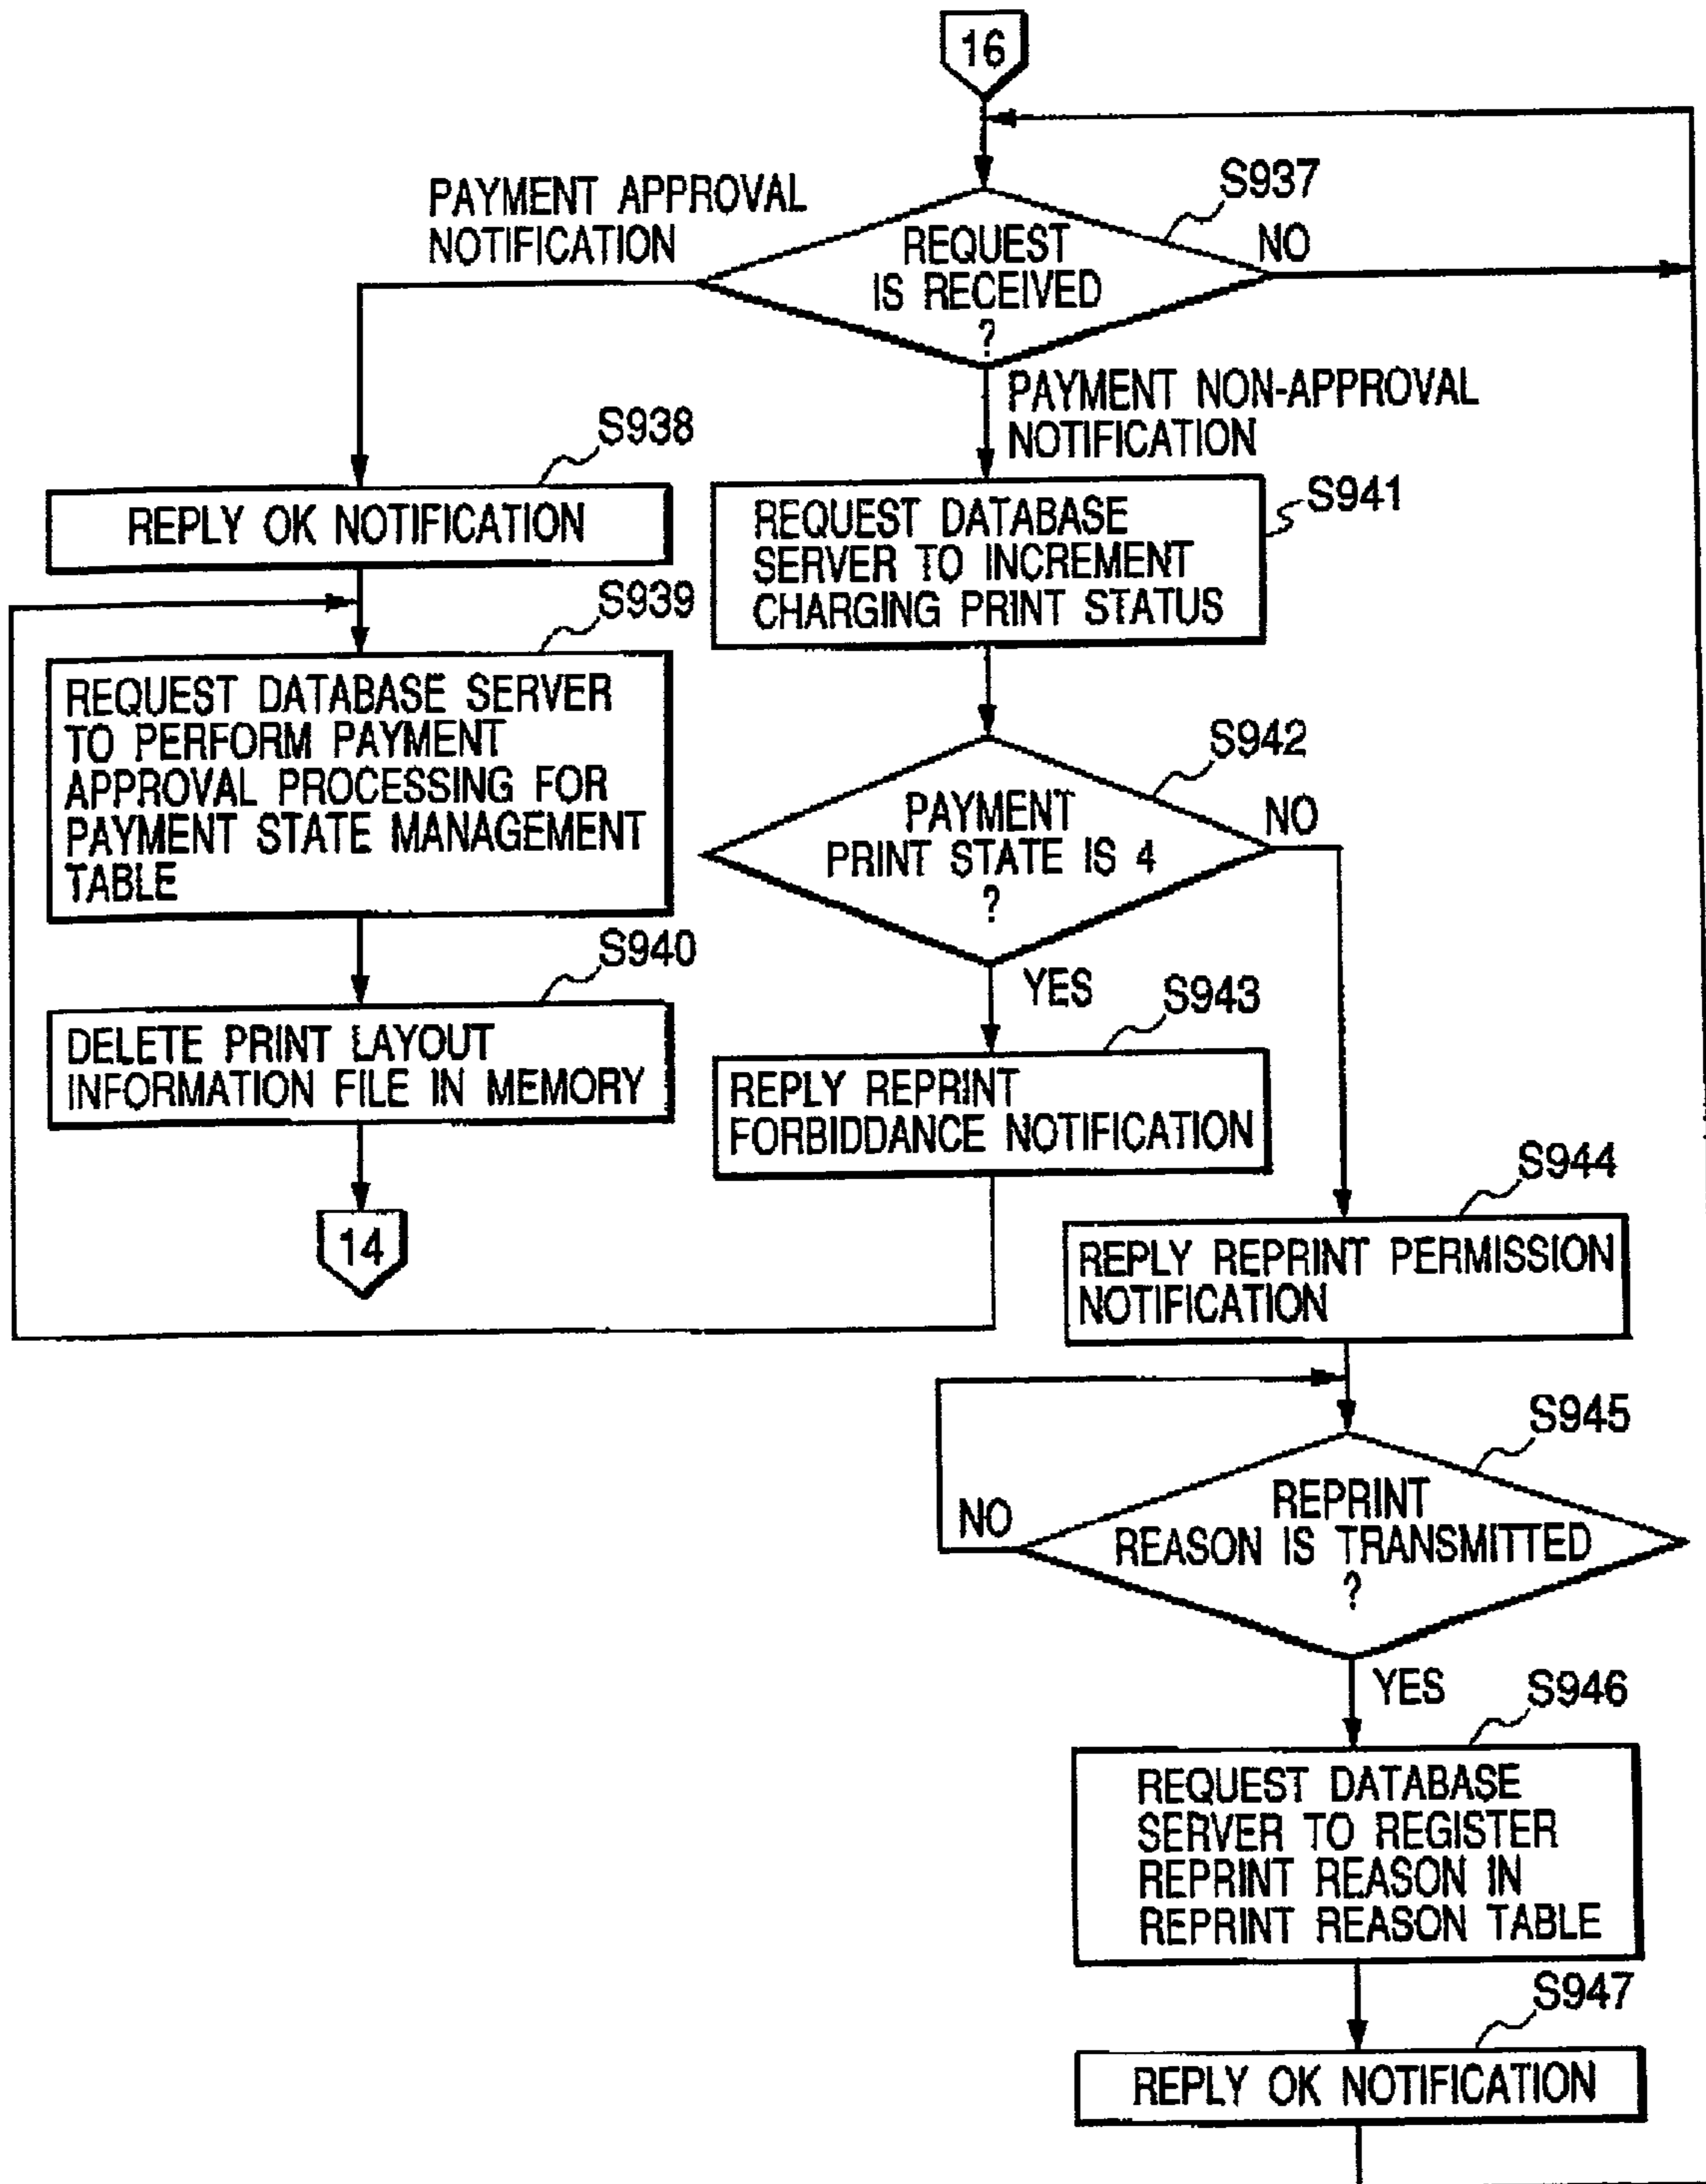 16
S937
PAYMENT APPROVAL
NOTIFICATION
REQUEST
IS RECEIVED
?
NO
PAYMENT NON-APPROVAL
NOTIFICATION
S938
REPLY OK NOTIFICATION
S941
REQUEST DATABASE
SERVER TO INCREMENT
CHARGING PRINT STATUS
S939
REQUEST DATABASE SERVER
TO PERFORM PAYMENT
APPROVAL PROCESSING FOR
PAYMENT STATE MANAGEMENT
TABLE
S942
PAYMENT
PRINT STATE IS 4
?
NO
YES
S940
DELETE PRINT LAYOUT
INFORMATION FILE IN MEMORY
14
S943
REPLY REPRINT
FORBIDDANCE NOTIFICATION
S944
REPLY REPRINT PERMISSION
NOTIFICATION
S945
REPRINT
REASON IS TRANSMITTED
?
NO
YES
S946
REQUEST DATABASE
SERVER TO REGISTER
REPRINT REASON IN
REPRINT REASON TABLE
S947
REPLY OK NOTIFICATION